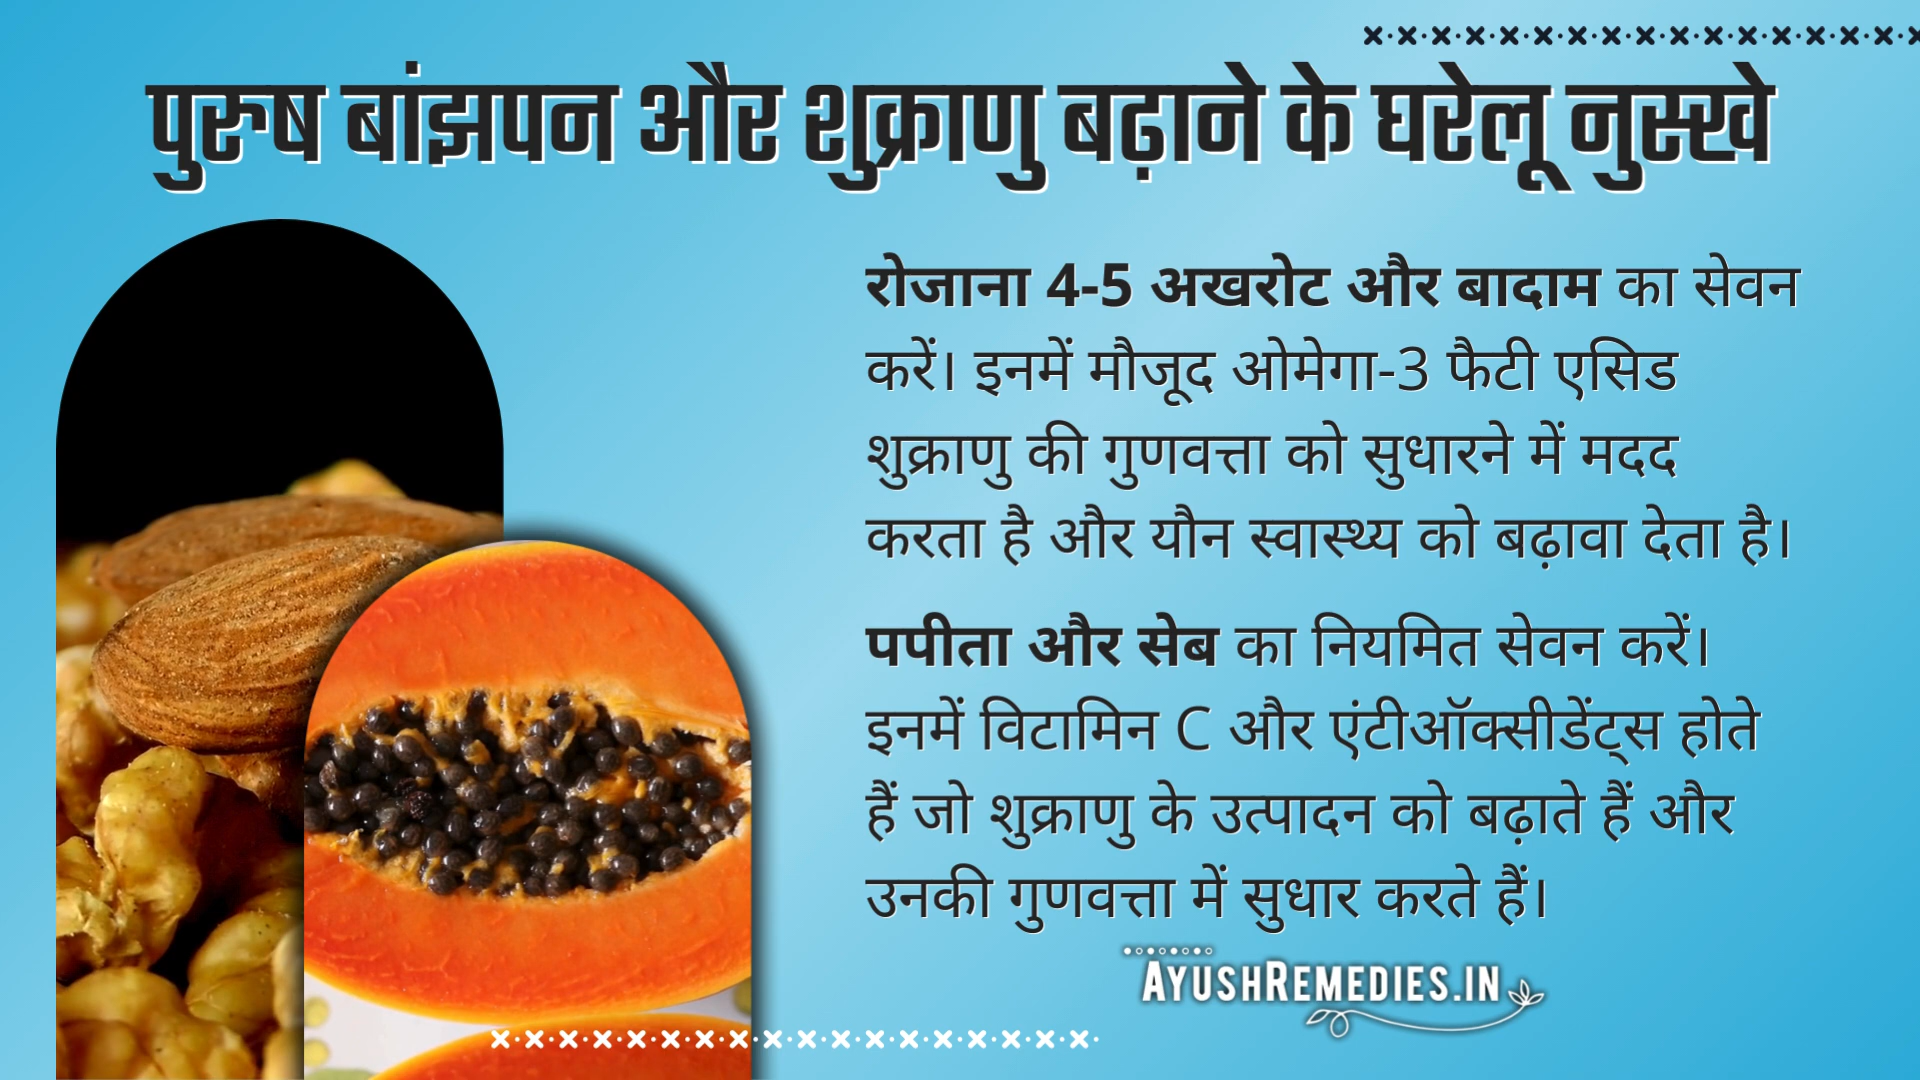 पुरुष बांझपन और शुक्राणु बढ़ाने के घरेलू नुस्खे
रोजाना 4-5 अखरोट और बादाम का सेवन
करें। इनमें मौजूद ओमेगा-3 फैटी एसिड
शुक्राणु की गुणवत्ता को सुधारने में मदद
करता है और यौन स्वास्थ्य को बढ़ावा देता है।
पपीता और सेब का नियमित सेवन करें।
इनमें विटामिन C और एंटीऑक्सीडेंट्स होते
हैं जो शुक्राणु के उत्पादन को बढ़ाते हैं और
उनकी गुणवत्ता में सुधार करते हैं।
AYUSHREMEDIES.IN